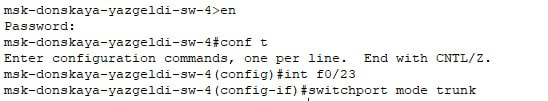 msk-donskaya-yazgeldi-sw-4>en
Password:
msk-donskaya-yazgeldi-sw-4#conf t
Enter configuration commands, one per line.  End with CNTL/Z.
msk-donskaya-yazgeldi-sw-4(config)#int f0/23
msk-donskaya-yazgeldi-sw-4(config-if)#switchport mode trunk